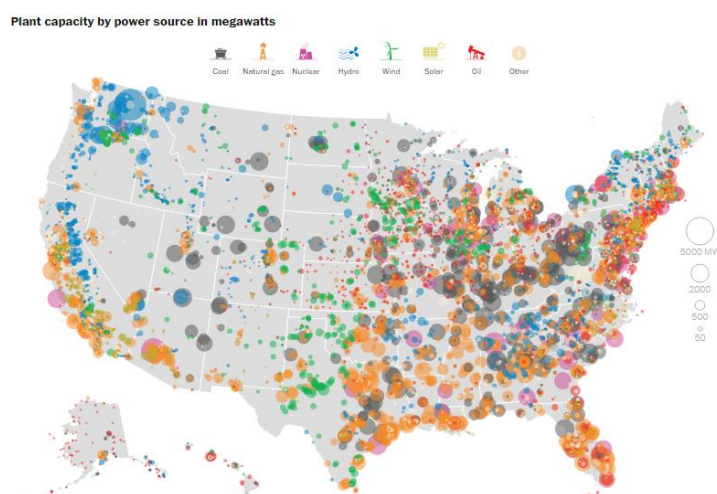 Plant capacity by power source in megawatts
Coal Natural gas Nuclear Hydro Wind Solar Oil Other
5000 MW
2000
500
50